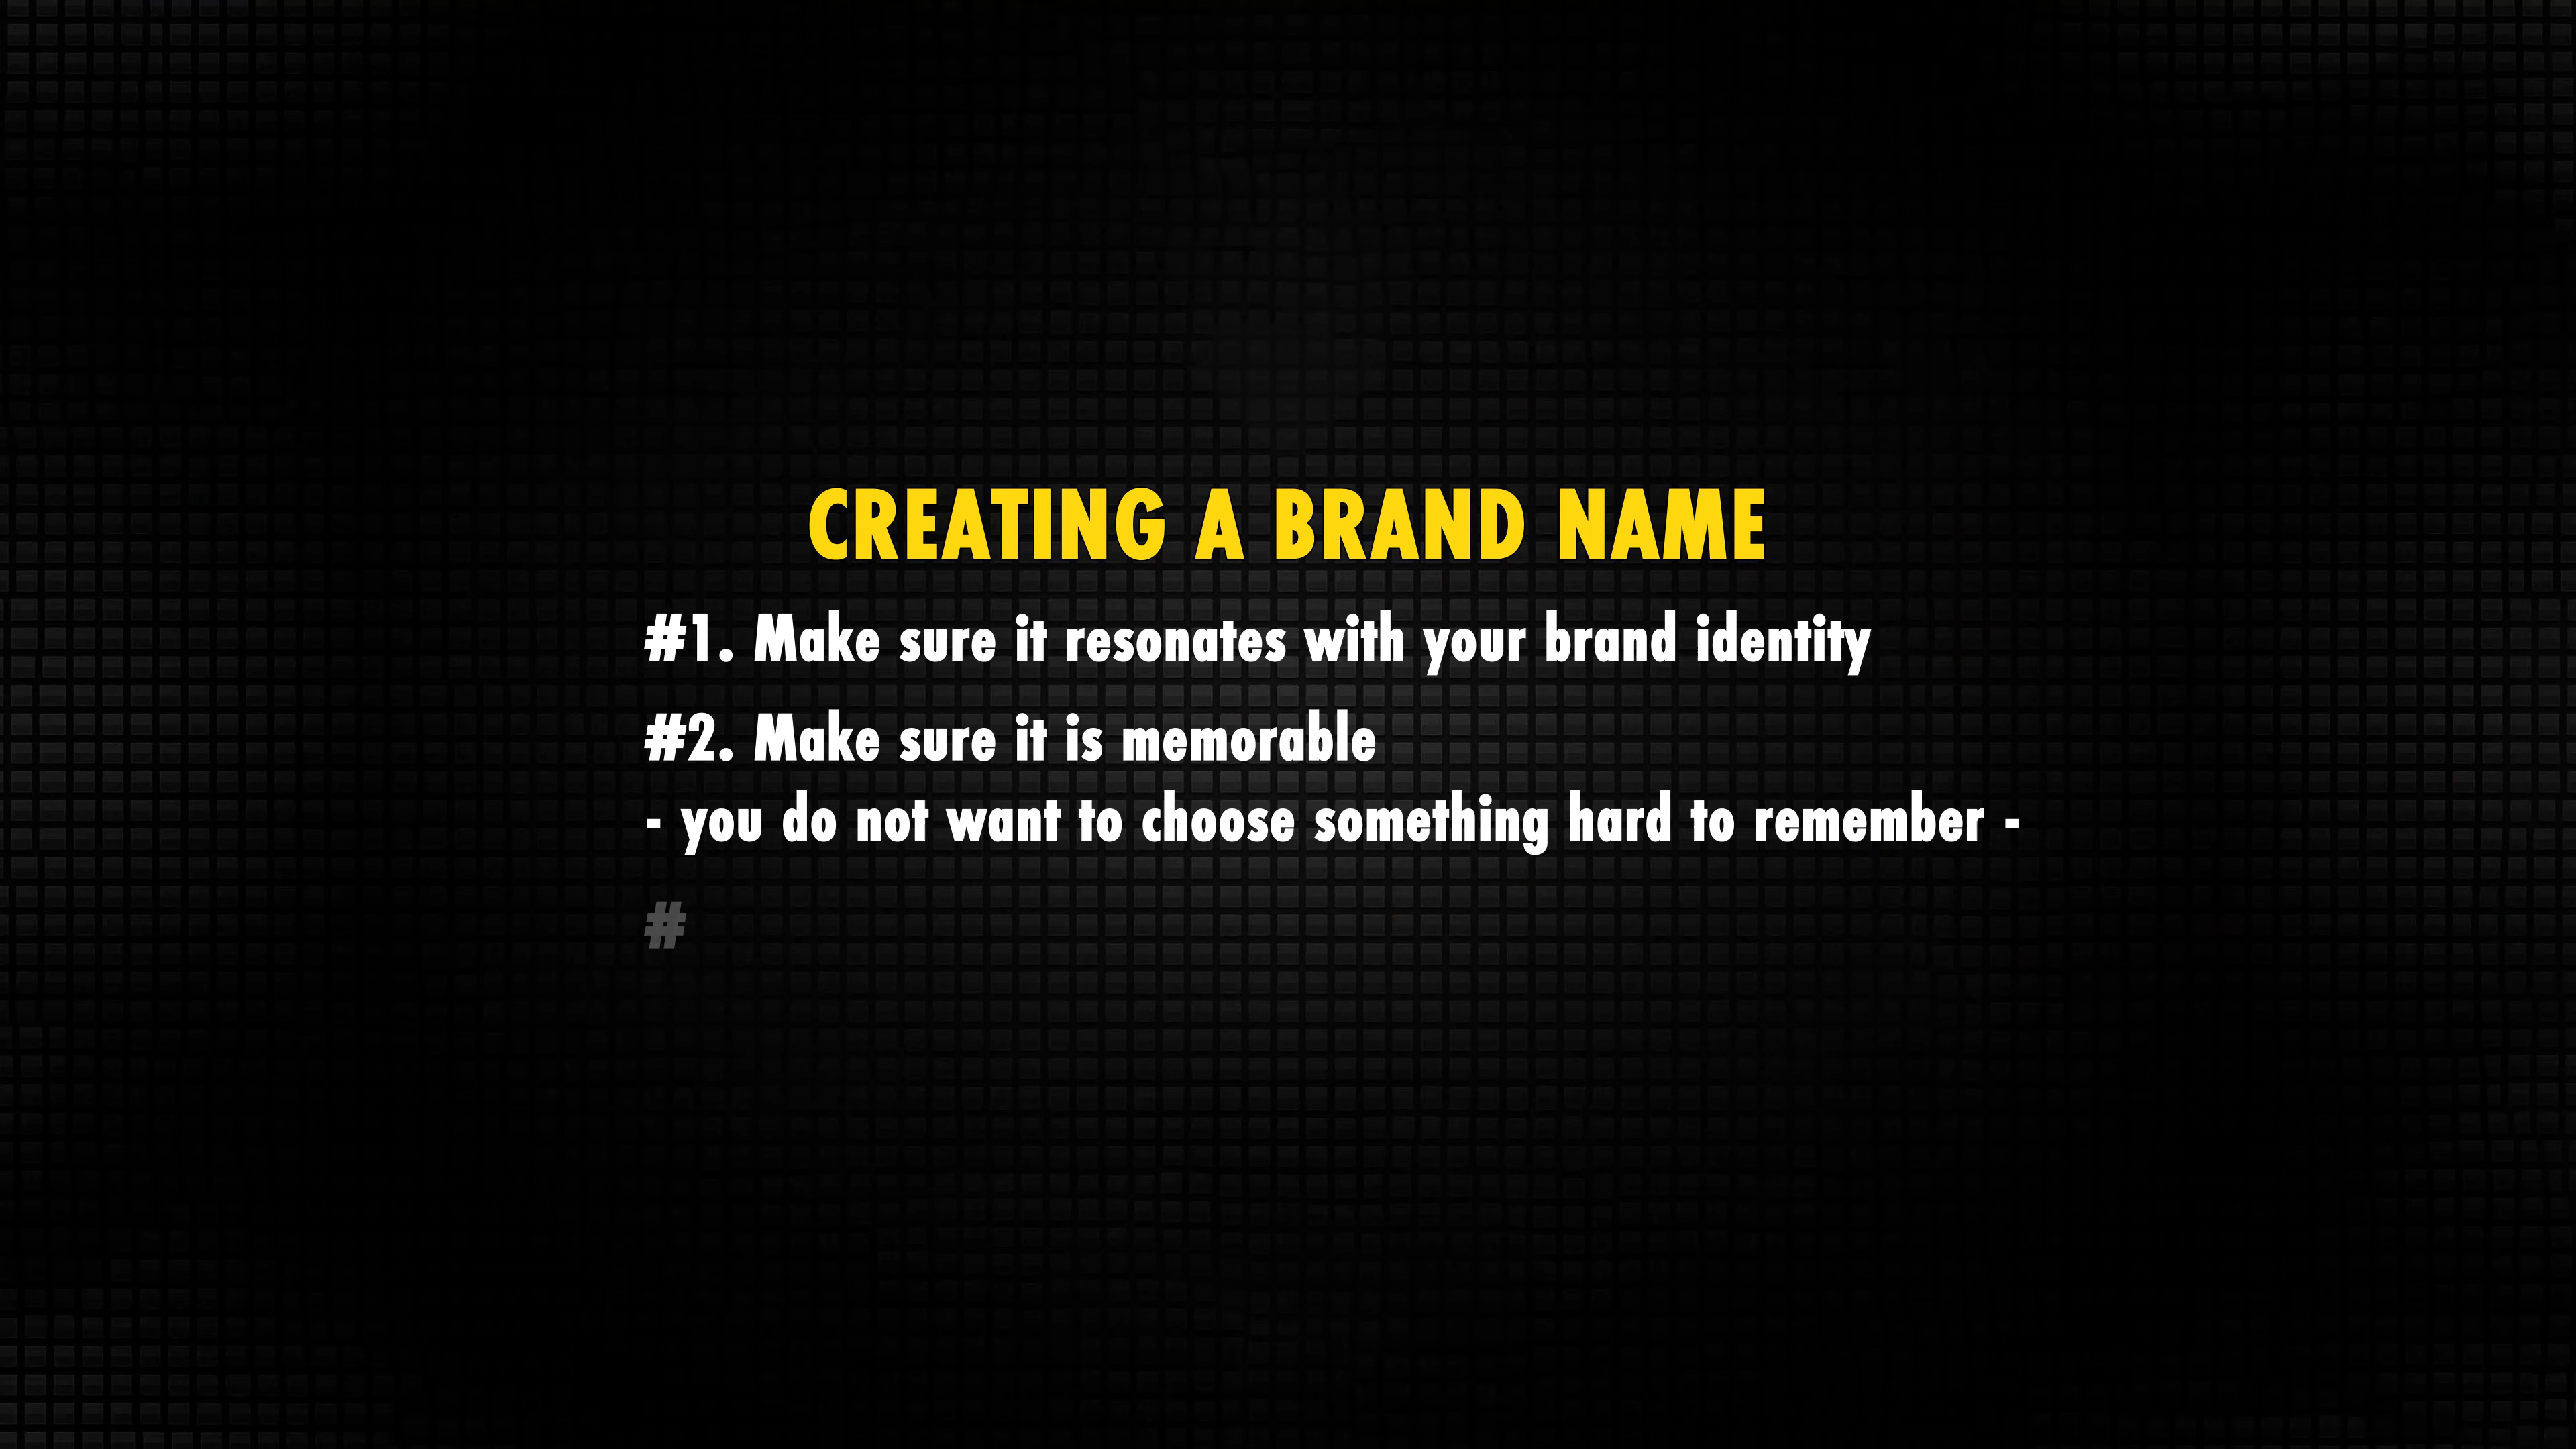 CREATING A BRAND NAME
#1. Make sure it resonates with your brand identity
#2. Make sure it is memorable
- you do not want to choose something hard to remember -
#